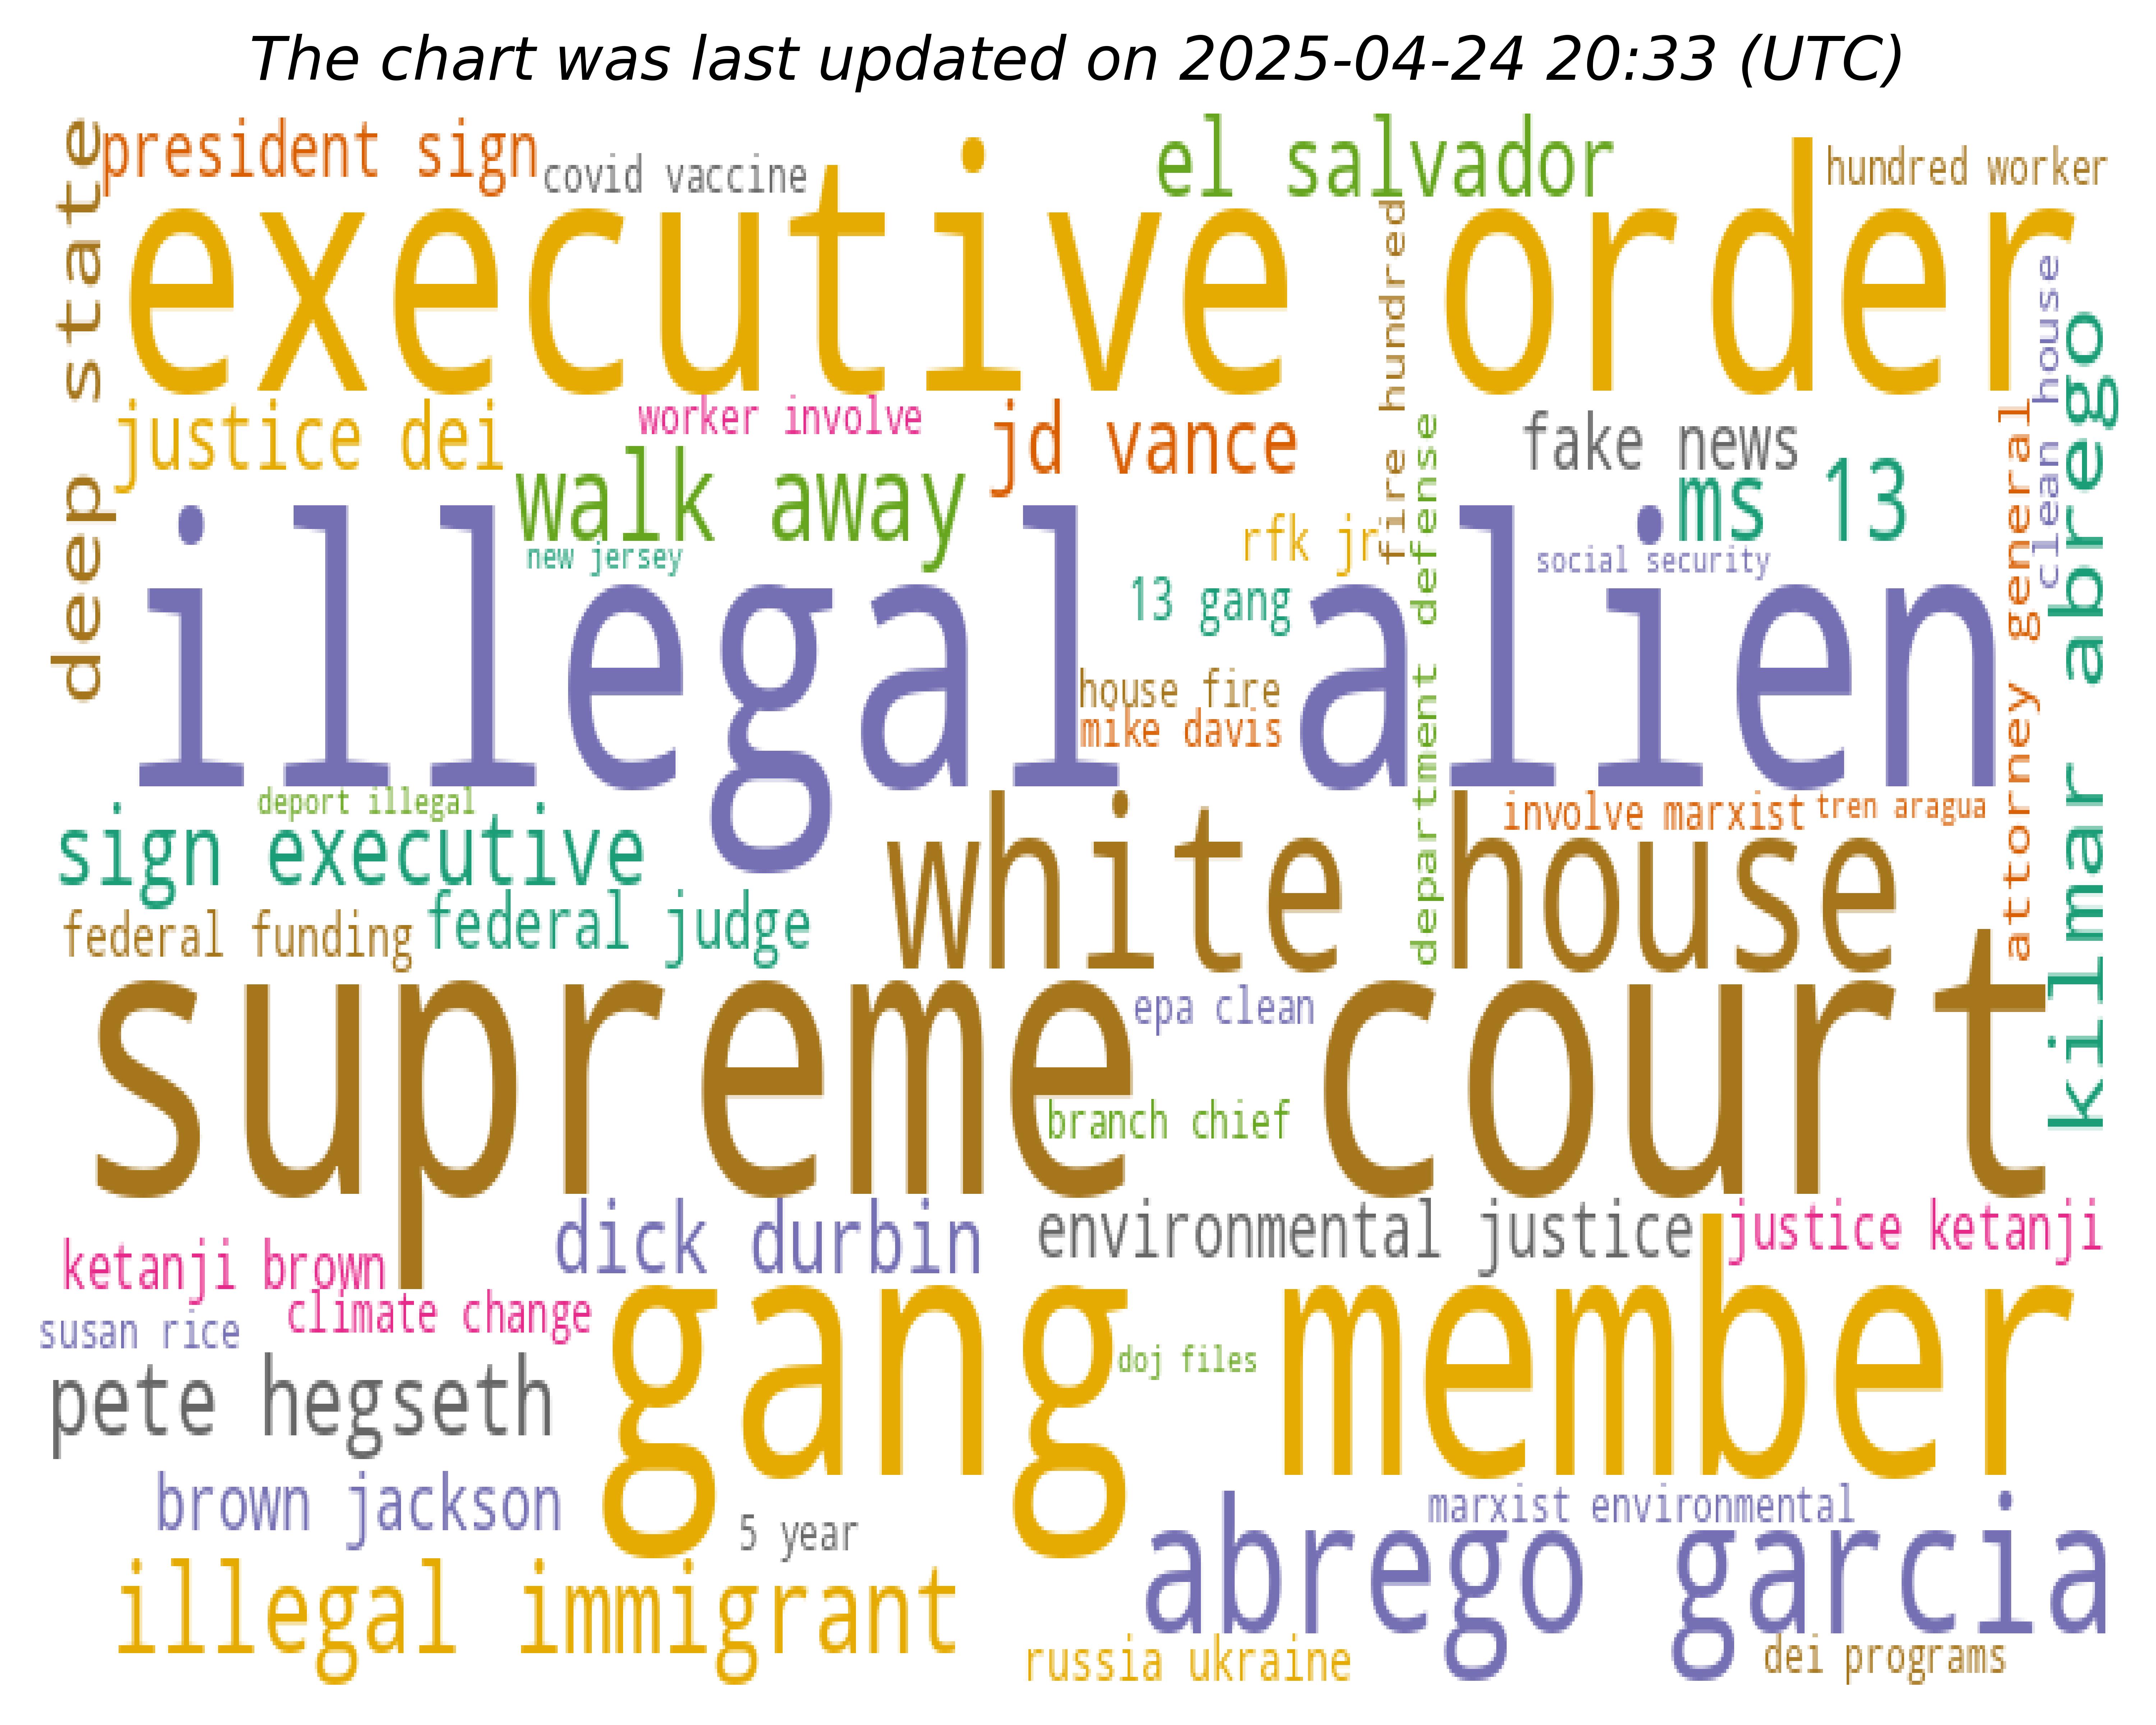 The chart was last updated on 2025-04-24 20:33 (UTC)
deep state
president sign
covid vaccine
el salvador
hundred worker
executive order
fire hundred
clean house
justice dei
worker involve
jd vance
fake news
walk away
ms 13
kilmar abrego
attorney general
department defense
new jersey
rfk jr
social security
13 gang
illegal alien
house fire
mike davis
deport illegal
involve marxist
tren aragua
sign executive
white house
federal funding
federal judge
supreme court
epa clean
branch chief
dick durbin
environmental justice
justice ketanji
ketanji brown
climate change
susan rice
gang member
doj files
pete hegseth
brown jackson
marxist environmental
5 year
abrego garcia
illegal immigrant
russia ukraine
dei programs